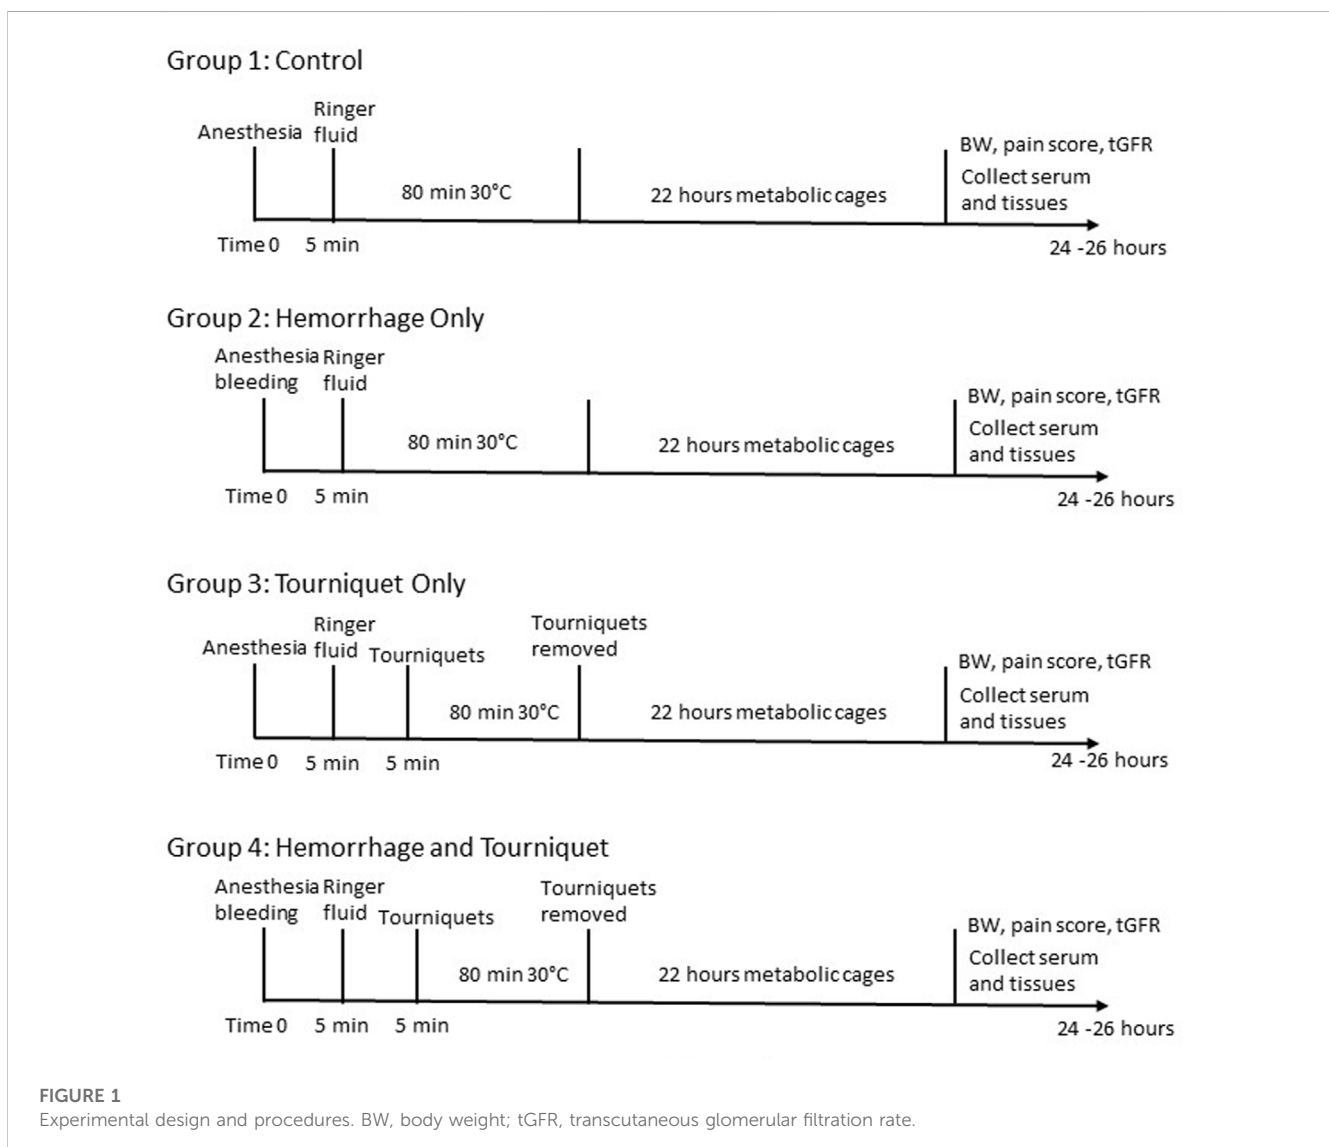 Group 1: Control
Ringer
Anesthesia fluid
80 min 30°C
22 hours metabolic cages
BW, pain score, tGFR
Collect serum
and tissues
Time 0 5 min
24 -26 hours
Group 2: Hemorrhage Only
Anesthesia Ringer
bleeding fluid
80 min 30°C
22 hours metabolic cages
BW, pain score, tGFR
Collect serum
and tissues
Time 0 5 min
24 -26 hours
Group 3: Tourniquet Only
Ringer
Anesthesia fluid Tourniquets
Tourniquets
removed
80 min 30°C
22 hours metabolic cages
BW, pain score, tGFR
Collect serum
and tissues
Time 0 5 min 5 min
24 -26 hours
Group 4: Hemorrhage and Tourniquet
Anesthesia Ringer
bleeding fluid Tourniquets
Tourniquets
removed
80 min 30°C
22 hours metabolic cages
BW, pain score, tGFR
Collect serum
and tissues
Time 0 5 min 5 min
24 -26 hours
FIGURE 1
Experimental design and procedures. BW, body weight; tGFR, transcutaneous glomerular filtration rate.